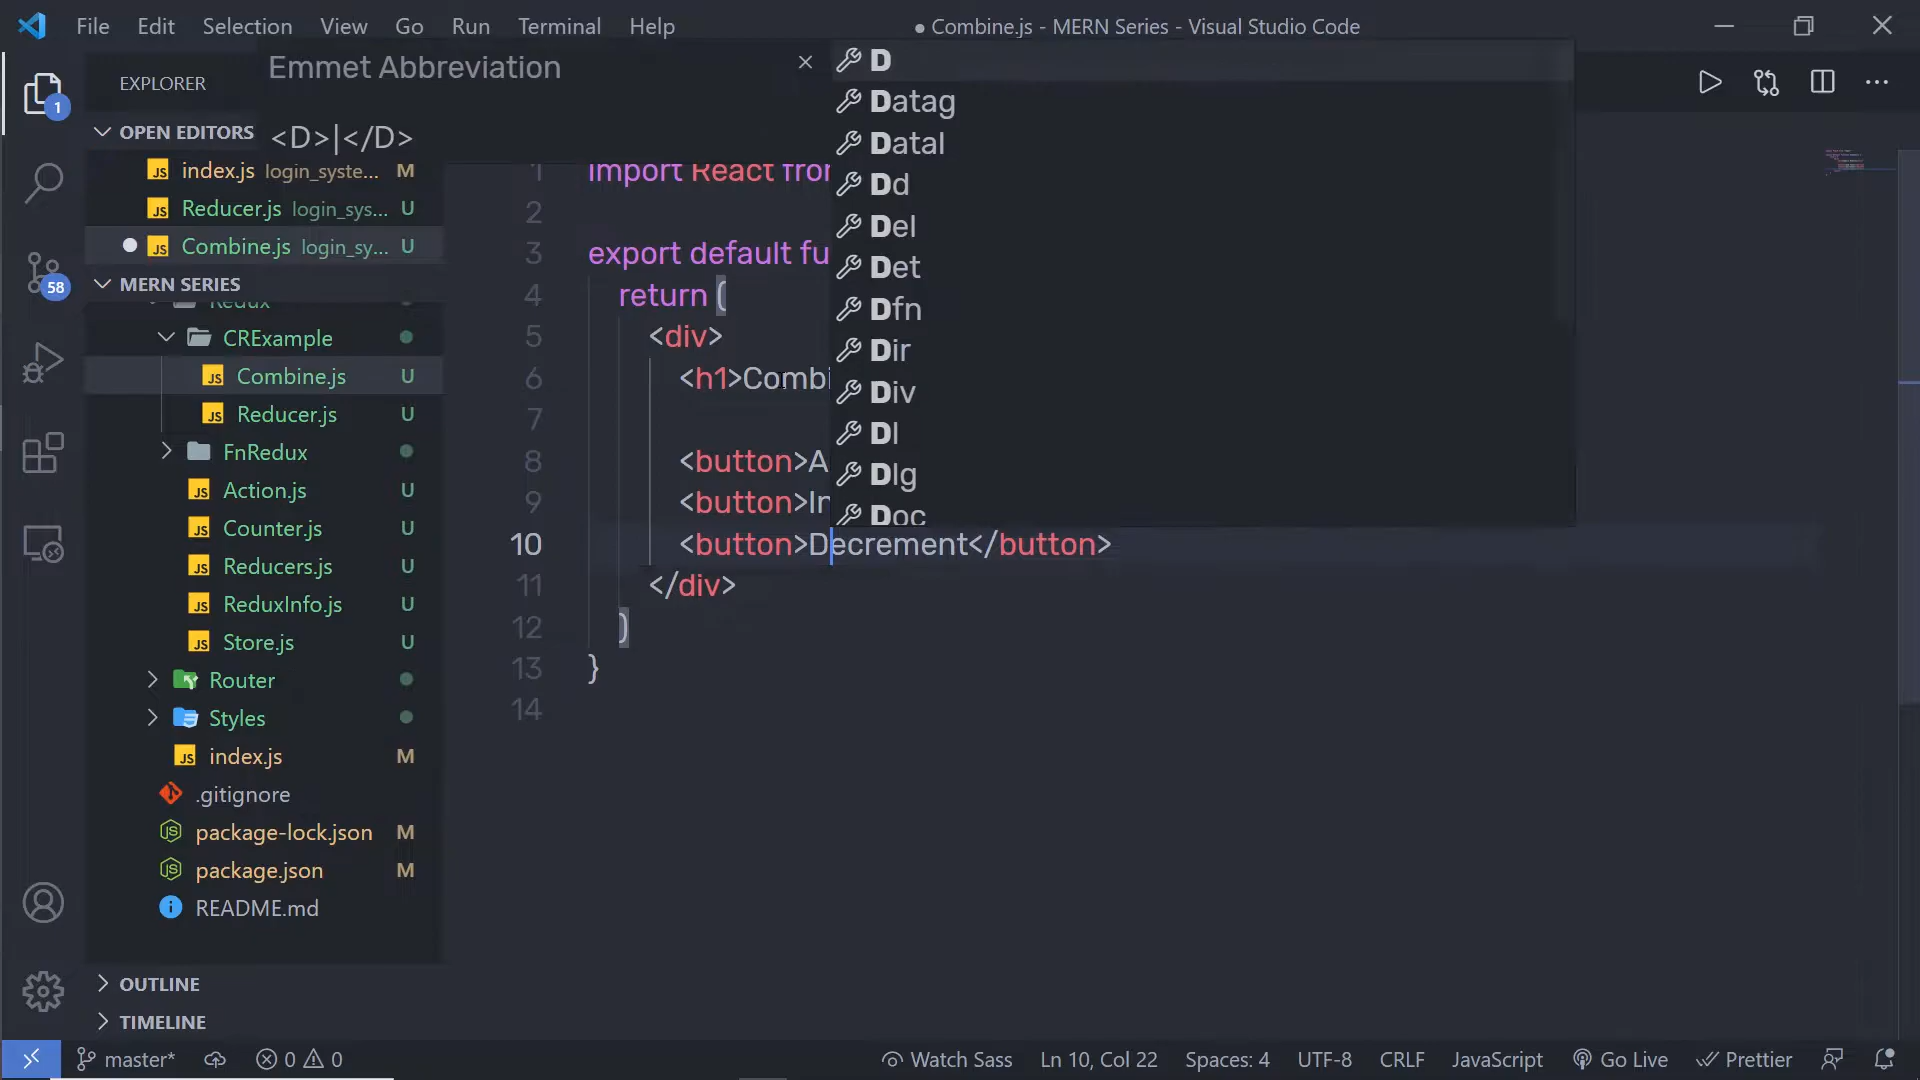 File Edit Selection View Go Run Terminal Help
● Combine.js - MERN Series - Visual Studio Code
EXPLORER
Emmet Abbreviation
<D>|</D>
1
OPEN EDITORS
index.js login_syste... M
Reducer.js login_sys... U
Combine.js login_sy... U
58
MERN SERIES
Redux
CRExample
Combine.js U
Reducer.js U
FnRedux
Action.js U
Counter.js U
Reducers.js U
ReduxInfo.js U
Store.js U
Router
Styles
index.js M
.gitignore
package-lock.json M
package.json M
README.md
OUTLINE
TIMELINE
D
Datag
Datal
Dd
Del
Det
Dfn
Dir
Div
Dl
Dlg
Doc
1 import React fror
2
3 export default fu
4 return (
5 <div>
6 <h1>Combi
7
8 <button>A
9 <button>In
10 <button>Decrement</button>
11 </div>
12 )
13 }
14
master* 0 0 Watch Sass Ln 10, Col 22 Spaces: 4 UTF-8 CRLF JavaScript Go Live Prettier